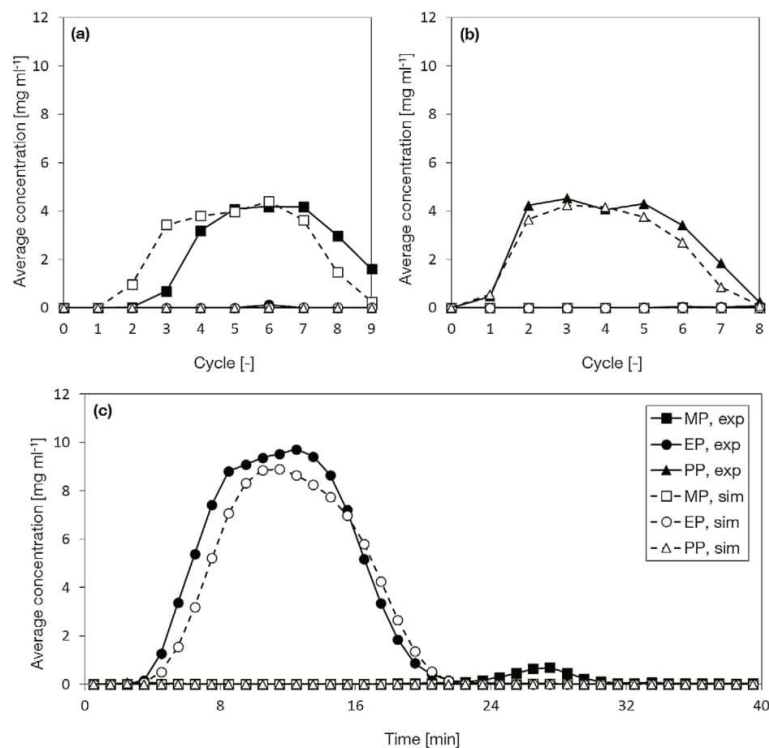 (a)
12
10
8
6
4
2
0
Average concentration [mg ml-1]
0 1 2 3 4 5 6 7 8 9
Cycle [-]
(b)
12
10
8
6
4
2
0
Average concentration [mg ml-1]
0 1 2 3 4 5 6 7 8
Cycle [-]
(c)
12
10
8
6
4
2
0
Average concentration [mg ml-1]
MP, exp
EP, exp
PP, exp
MP, sim
EP, sim
PP, sim
0 8 16 24 32 40
Time [min]